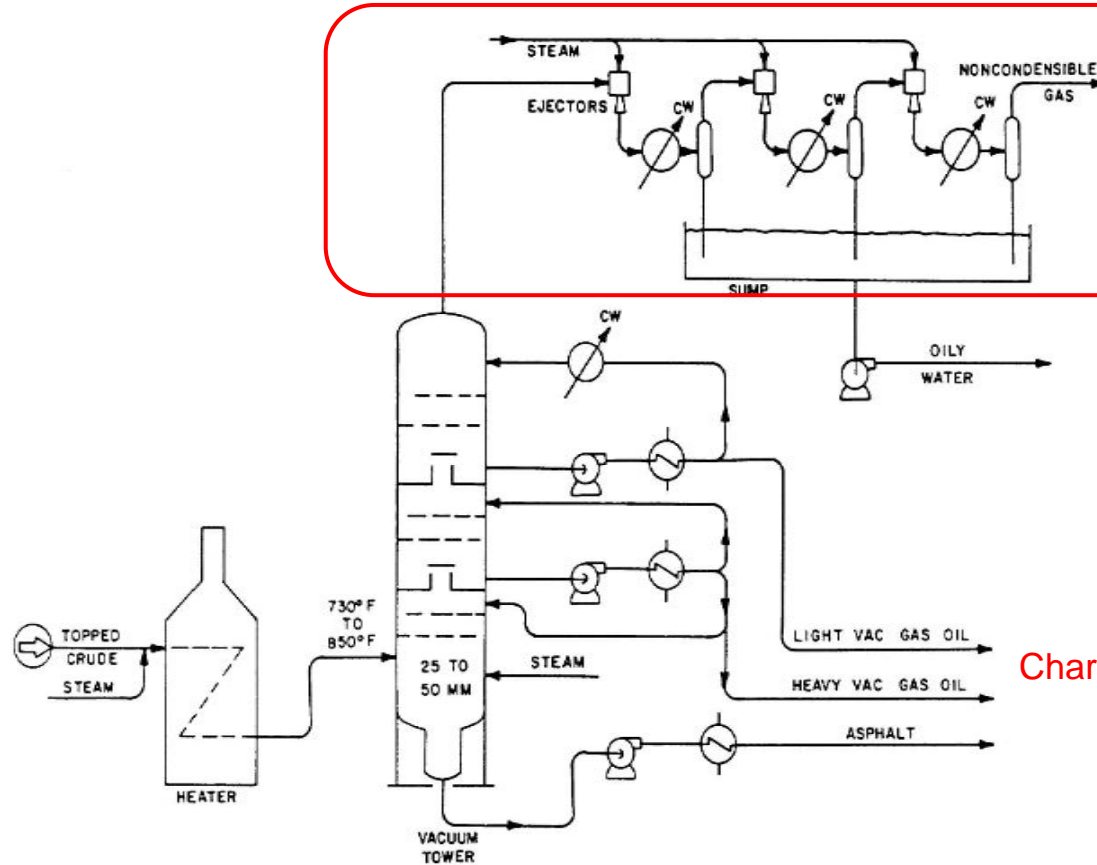 STEAM
NONCONDENSIBLE
GAS
EJECTORS
CW
CW
CW
SUMP
CW
OILY
WATER
730°F
TO
850°F
TOPPED
CRUDE
STEAM
25 TO
50 MM
STEAM
LIGHT VAC GAS OIL
Char
HEAVY VAC GAS OIL
ASPHALT
HEATER
VACUUM
TOWER